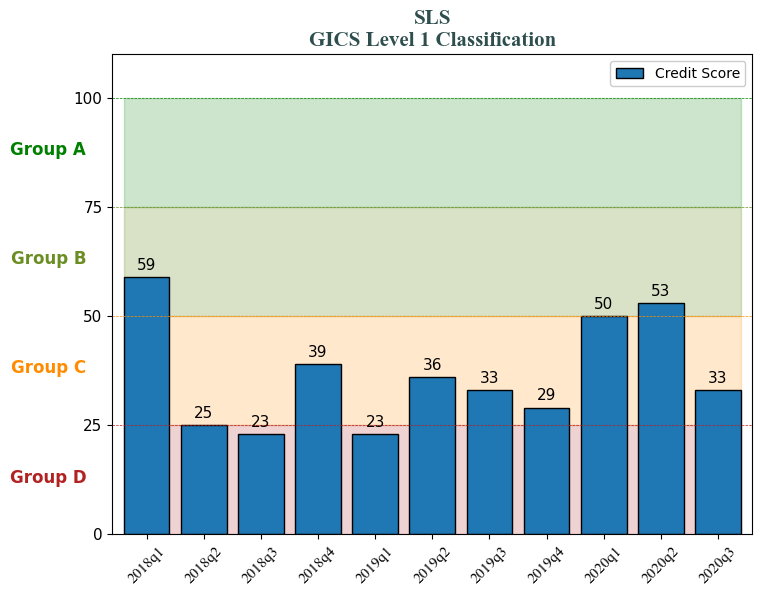 SLS
GICS Level 1 Classification
Credit Score
100
Group A
75
Group B
59
53
50
50
39
Group C
36
33
33
29
25
25
23
23
Group D
0
2018q1
2018q2
2018q3
2018q4
2019q1
2019q2
2019q3
2019q4
2020q1
2020q2
2020q3